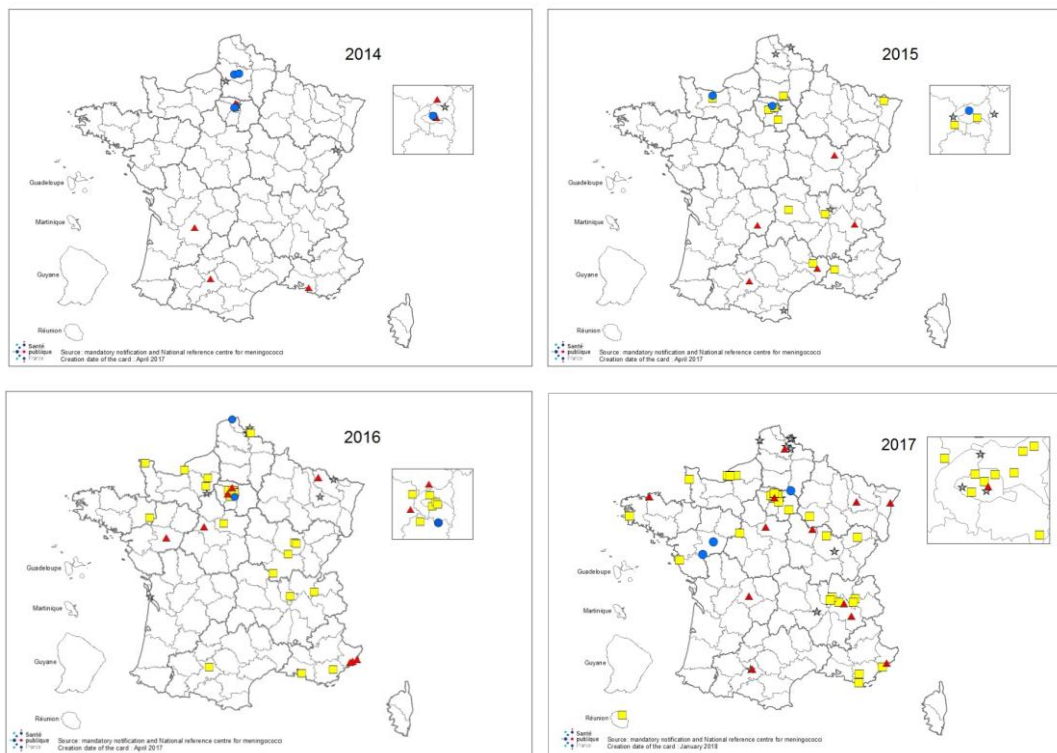 2014
Guadeloupe
Martinique
Guyane
Réunion
Santé
publique
France
Source : mandatory notification and National reference centre for meningococci
Creation date of the card : April 2017
2015
Guadeloupe
Martinique
Guyane
Réunion
Santé
publique
France
Source : mandatory notification and National reference centre for meningococci
Creation date of the card : April 2017
2016
Guadeloupe
Martinique
Guyane
Réunion
Santé
publique
France
Source : mandatory notification and National reference centre for meningococci
Creation date of the card : April 2017
2017
Guadeloupe
Martinique
Guyane
Réunion
Santé
publique
France
Source : mandatory notification and National reference centre for meningococci
Creation date of the card : January 2018